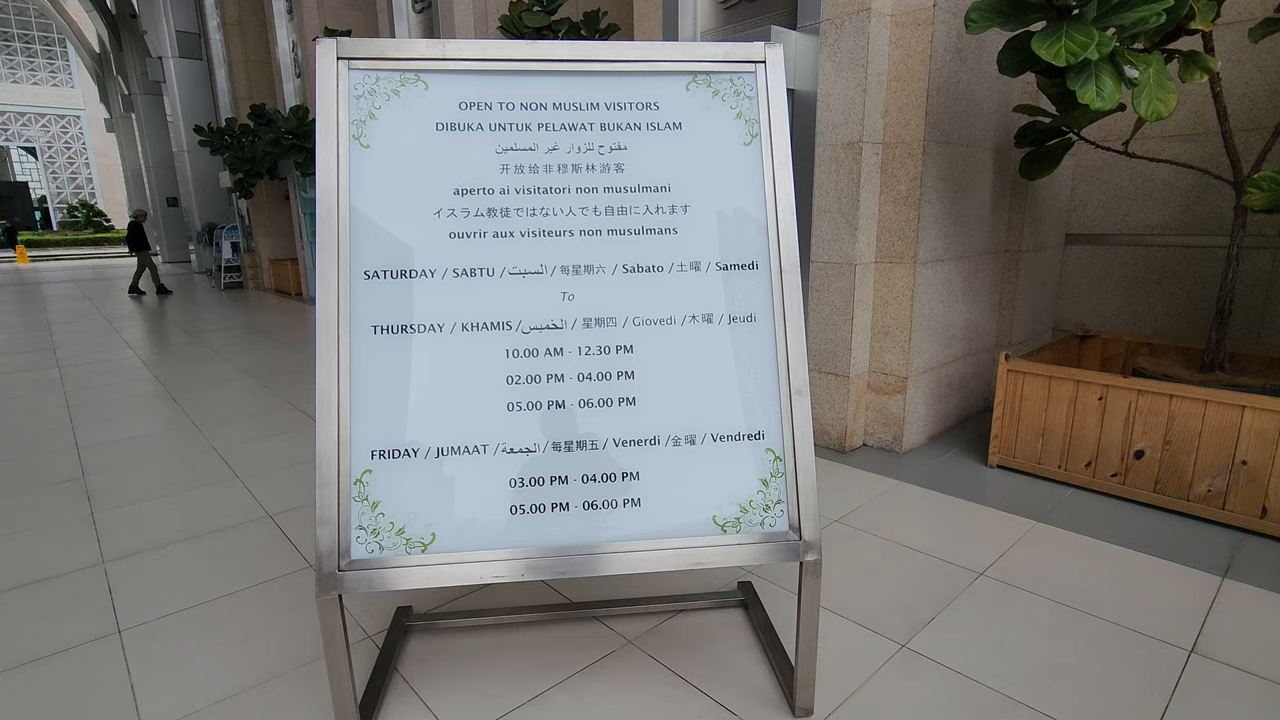 OPEN TO NON MUSLIM VISITORS
DIBUKA UNTUK PELAWAT BUKAN ISLAM
مفتوح للزوار غير المسلمين
开放给非穆斯林游客
aperto ai visitatori non musulmani
イスラム教徒ではない人でも自由に入れます
ouvrir aux visiteurs non musulmans
SATURDAY / SABTU / السبت / 每星期六 / Sabato / 土曜 / Samedi
To
THURSDAY / KHAMIS / الخميس / 星期四 / Giovedi / 木曜 / Jeudi
10.00 AM - 12.30 PM
02.00 PM - 04.00 PM
05.00 PM - 06.00 PM
FRIDAY / JUMAAT / الجمعة / 每星期五 / Venerdi / 金曜 / Vendredi
03.00 PM - 04.00 PM
05.00 PM - 06.00 PM